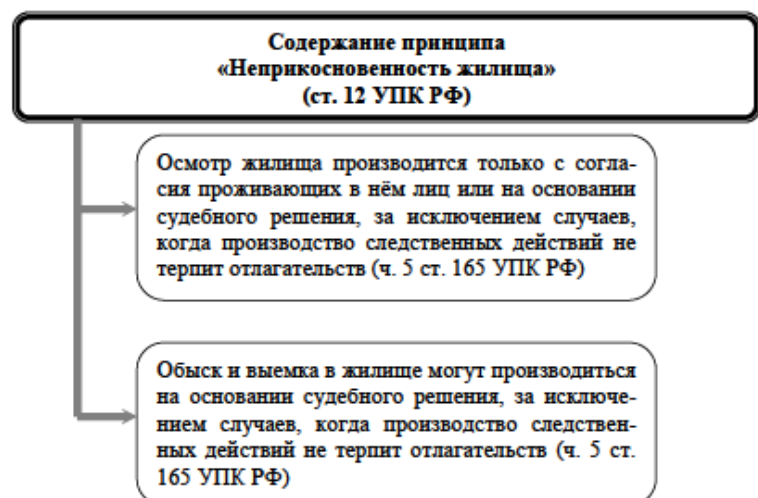 Содержание принципа
«Неприкосновенность жилища»
(ст. 12 УПК РФ)
Осмотр жилища производится только с согла-
сия проживающих в нём лиц или на основании
судебного решения, за исключением случаев,
когда производство следственных действий не
терпит отлагательств (ч. 5 ст. 165 УПК РФ)
Обыск и выемка в жилище могут производиться
на основании судебного решения, за исключе-
нием случаев, когда производство следствен-
ных действий не терпит отлагательств (ч. 5 ст.
165 УПК РФ)